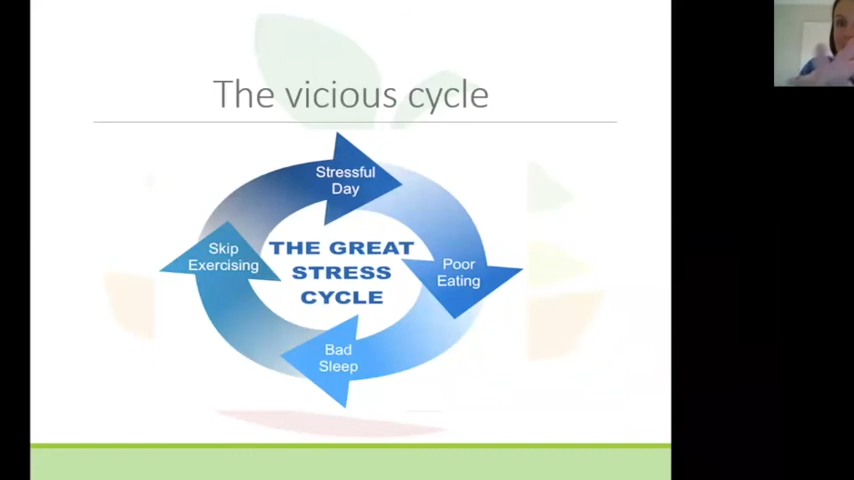 The vicious cycle
Stressful
Day
Skip
Exercising
THE GREAT
STRESS
CYCLE
Poor
Eating
Bad
Sleep